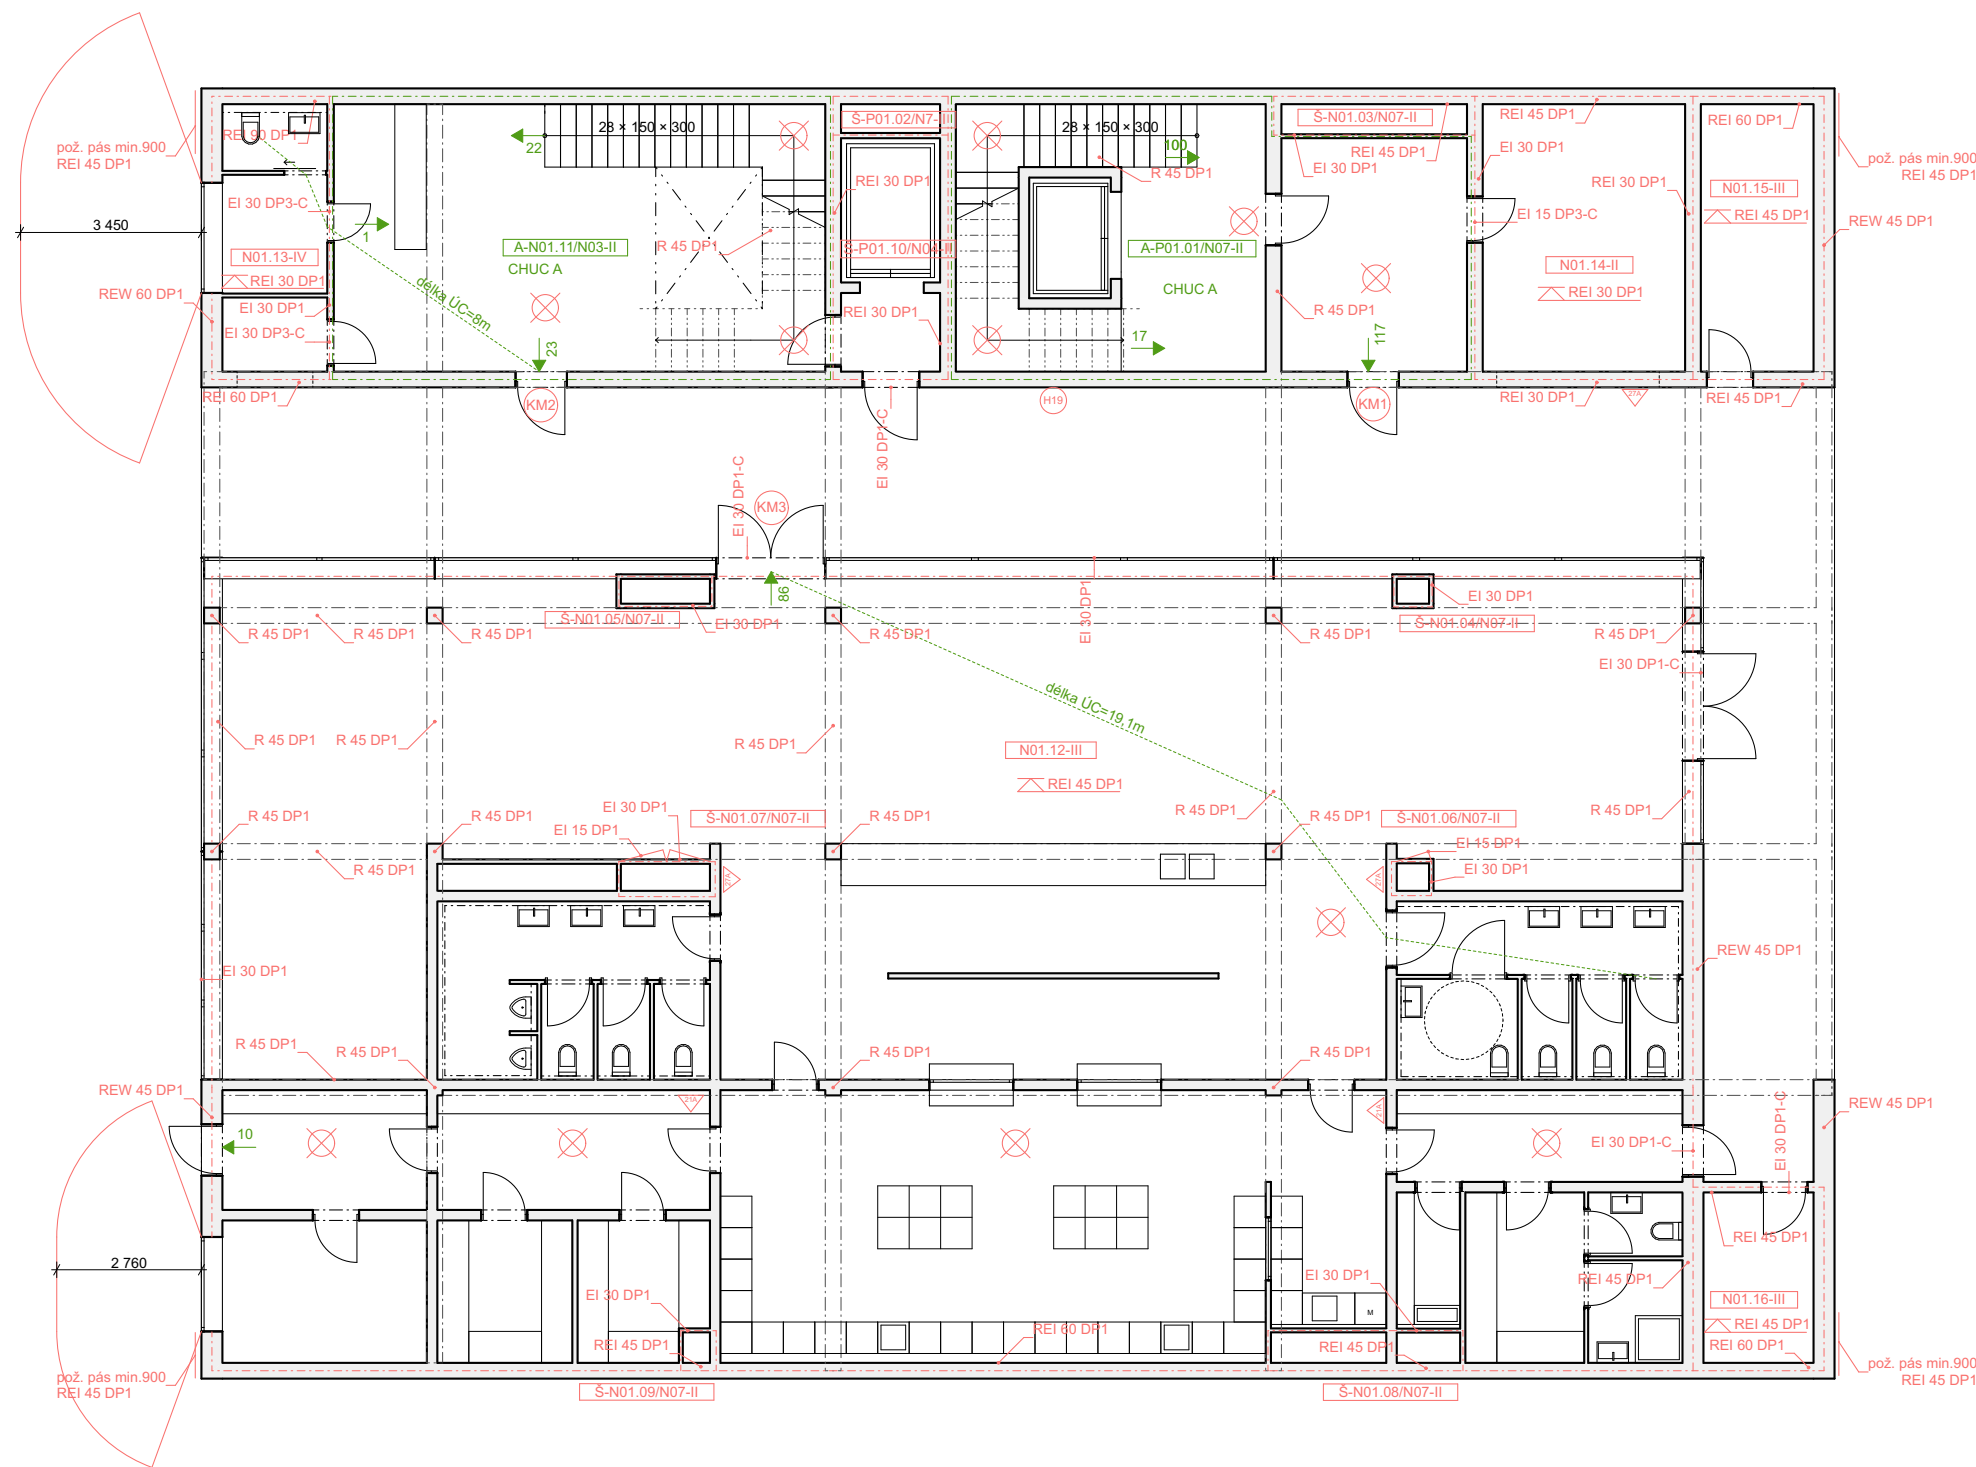 REI 90 DP1
28 × 150 × 300
22
Š-P01.02/N7-II
28 × 150 × 300
100
R 45 DP1
Š-N01.03/N07-II
REI 45 DP1
EI 30 DP1
REI 45 DP1
EI 30 DP1
REI 60 DP1
pož. pás min.900
REI 45 DP1
pož. pás min.900
REI 45 DP1
REI 30 DP1
REI 30 DP1
N01.15-III
REI 45 DP1
EI 30 DP3-C
3 450
1
EI 15 DP3-C
REW 45 DP1
N01.13-IV
REI 30 DP1
A-N01.11/N03-II
CHUC A
R 45 DP1
Š-P01.10/N04-II
A-P01.01/N07-II
CHUC A
N01.14-II
REI 30 DP1
REW 60 DP1
EI 30 DP1
EI 30 DP3-C
délka ÚC=8m
23
REI 30 DP1
17
R 45 DP1
117
REI 60 DP1
KM2
EI 30 DP1-C
H19
KM1
REI 30 DP1
27A
REI 45 DP1
EI 30 DP1-C
KM3
86
EI 30 DP1
EI 30 DP1
Š-N01.05/N07-II
EI 30 DP1
Š-N01.04/N07-II
R 45 DP1
R 45 DP1
R 45 DP1
R 45 DP1
R 45 DP1
R 45 DP1
EI 30 DP1-C
délka ÚC=19,1m
R 45 DP1
R 45 DP1
R 45 DP1
N01.12-III
REI 45 DP1
R 45 DP1
R 45 DP1
R 45 DP1
R 45 DP1
EI 30 DP1
EI 15 DP1
Š-N01.07/N07-II
R 45 DP1
R 45 DP1
Š-N01.06/N07-II
EI 15 DP1
EI 30 DP1
R 45 DP1
27A
27A
EI 30 DP1
REW 45 DP1
R 45 DP1
R 45 DP1
R 45 DP1
R 45 DP1
REW 45 DP1
21A
21A
REW 45 DP1
10
EI 30 DP1-C
EI 30 DP1-C
REI 45 DP1
2 760
EI 30 DP1
EI 30 DP1
REI 45 DP1
N01.16-III
REI 45 DP1
REI 60 DP1
M
REI 45 DP1
REI 60 DP1
REI 45 DP1
pož. pás min.900
REI 45 DP1
pož. pás min.900
REI 45 DP1
Š-N01.09/N07-II
Š-N01.08/N07-II